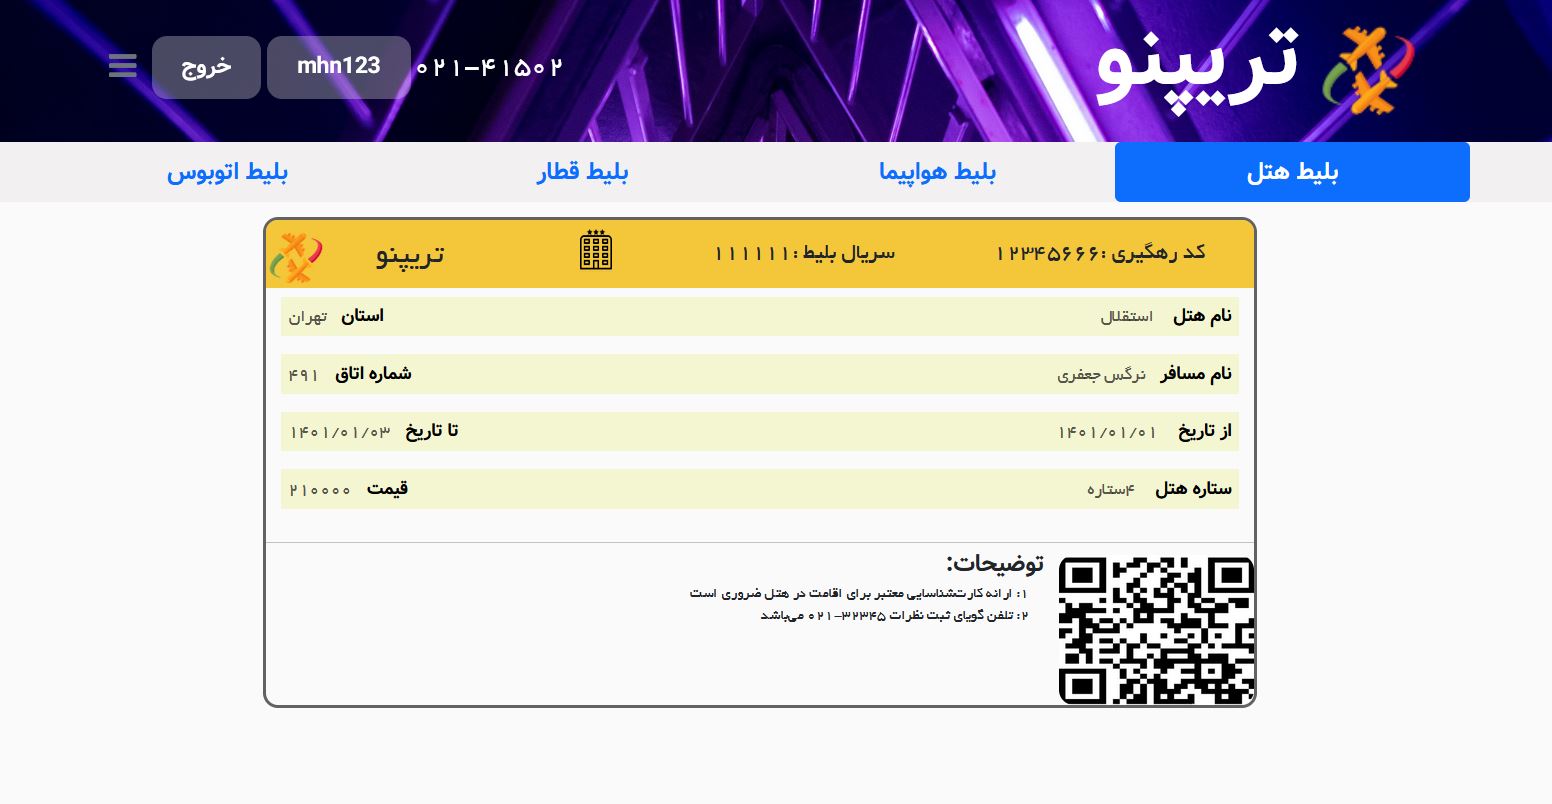 تریپنو
۰۲۱-۴۱۵۰۲
mhn123
خروج
بلیط هتل
بلیط هواپیما
بلیط قطار
بلیط اتوبوس
کد رهگیری :۱۲۳۴۵۶۶۶
سریال بلیط :۱۱۱۱۱۱
تریپنو
نام هتل استقلال استان تهران
نام مسافر نرگس جعفری شماره اتاق ۴۹۱
از تاریخ ۱۴۰۱/۰۱/۰۱ تا تاریخ ۱۴۰۱/۰۱/۰۳
ستاره هتل ۴ستاره قیمت ۲۱۰۰۰۰
توضیحات:
۱: ارائه کارت‌شناسایی معتبر برای اقامت در هتل ضروری است
۲: تلفن گویای ثبت نظرات ۳۲۳۴۵-۰۲۱ می‌باشد